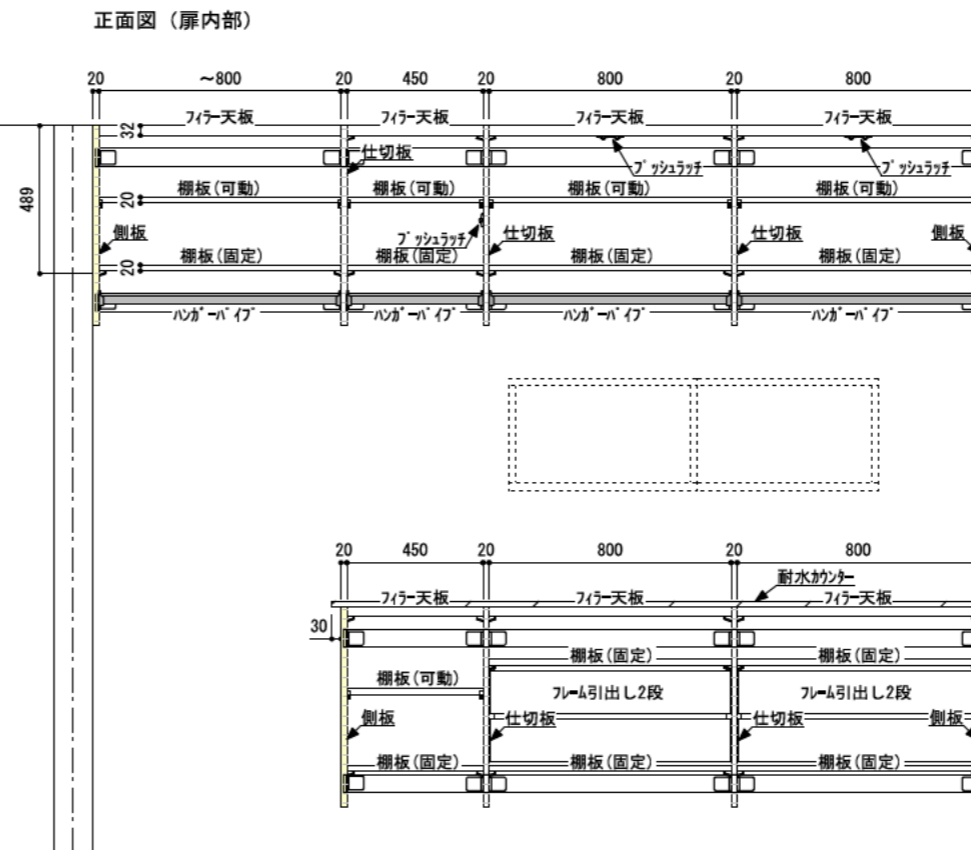 正面図（扉内部）
20 ～800 20 450 20 800 20 800
フィラー天板 フィラー天板 フィラー天板 フィラー天板
32
仕切板
プッシュラッチ プッシュラッチ
489
棚板(可動) 棚板(可動) 棚板(可動) 棚板(可動)
20
側板 プッシュラッチ 仕切板 仕切板 側板
棚板(固定) 棚板(固定) 棚板(固定) 棚板(固定)
20
ハンガーパイプ ハンガーパイプ ハンガーパイプ ハンガーパイプ
20 450 20 800 20 800
耐水カウンター
フィラー天板 フィラー天板 フィラー天板
30
棚板(固定) 棚板(固定)
棚板(可動) フレーム引出し2段 フレーム引出し2段
側板 仕切板 仕切板 側板
棚板(固定) 棚板(固定) 棚板(固定)